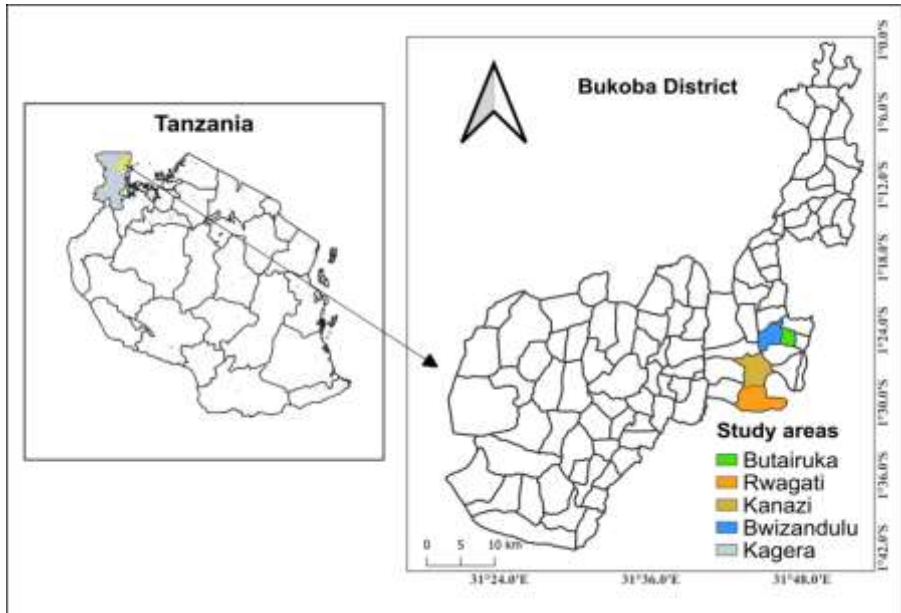 Tanzania
Bukoba District
1°0.0'S
1°6.0'S
1°12.0'S
1°18.0'S
1°24.0'S
1°30.0'S
1°36.0'S
1°42.0'S
Study areas
Butairuka
Rwagati
Kanazi
Bwizandulu
Kagera
0 5 10 km
31°24.0'E 31°36.0'E 31°48.0'E